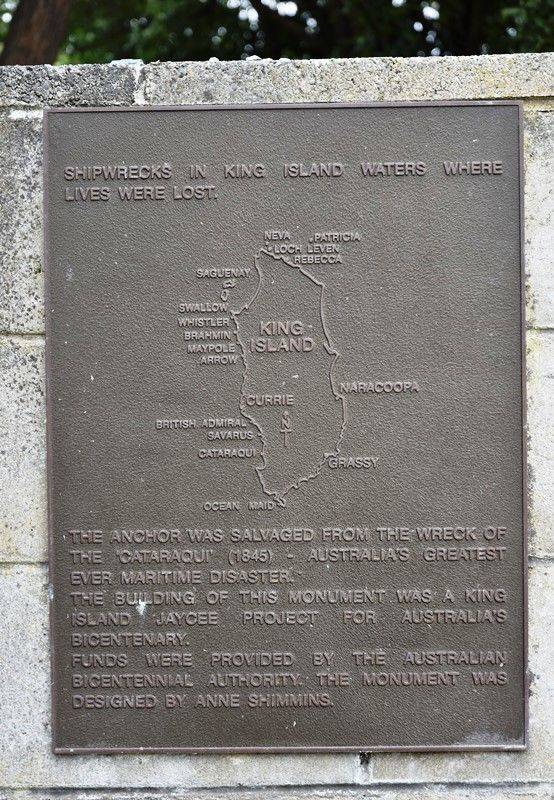 SHIPWRECKS IN KING ISLAND WATERS WHERE
LIVES WERE LOST.
NEVA PATRICIA
LOCH LEVEN
REBECCA
SAGUENAY
SWALLOW
WHISTLER
BRAHMIN
MAYPOLE
ARROW
KING
ISLAND
NARACOOPA
CURRIE
N
BRITISH ADMIRAL
SAVARUS
CATARAQUI
GRASSY
OCEAN MAID
THE ANCHOR WAS SALVAGED FROM THE WRECK OF
THE 'CATARAQUI' (1845) - AUSTRALIA'S GREATEST
EVER MARITIME DISASTER.
THE BUILDING OF THIS MONUMENT WAS A KING
ISLAND JAYCEE PROJECT FOR AUSTRALIA'S
BICENTENARY.
FUNDS WERE PROVIDED BY THE AUSTRALIAN
BICENTENNIAL AUTHORITY. THE MONUMENT WAS
DESIGNED BY ANNE SHIMMINS.